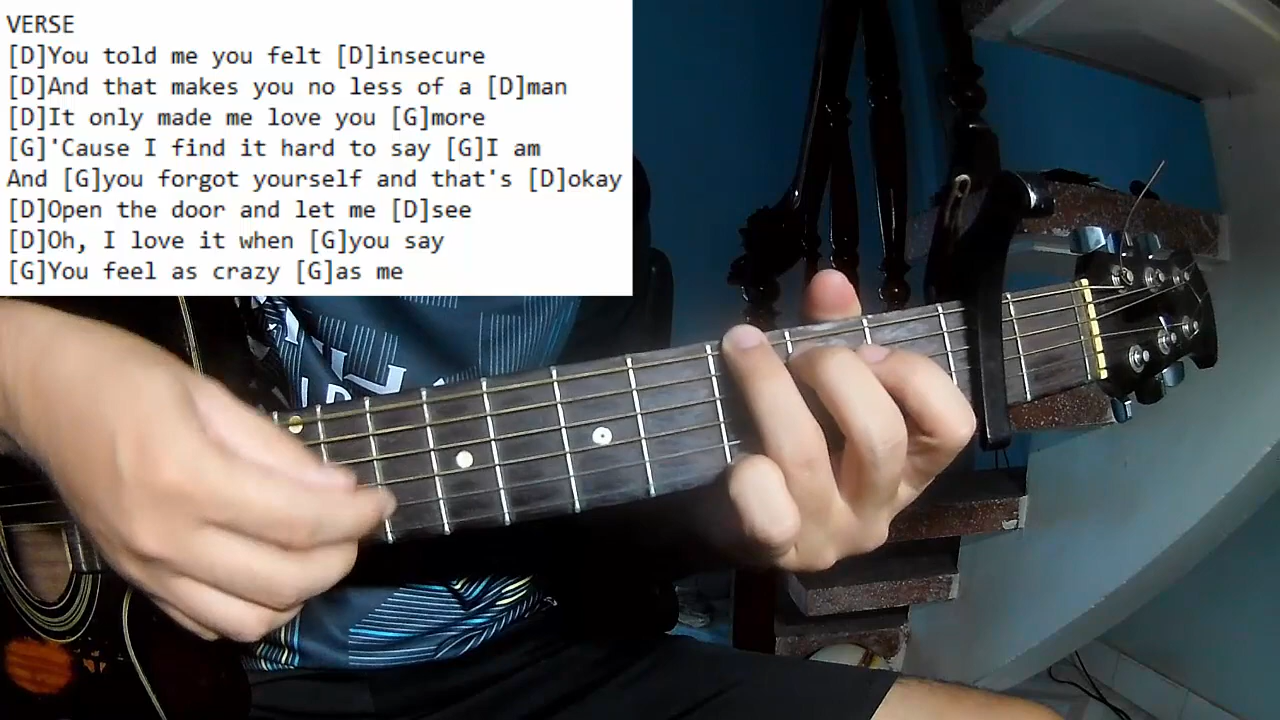 VERSE
[D]You told me you felt [D]insecure
[D]And that makes you no less of a [D]man
[D]It only made me love you [G]more
[G]'Cause I find it hard to say [G]I am
And [G]you forgot yourself and that's [D]okay
[D]Open the door and let me [D]see
[D]Oh, I love it when [G]you say
[G]You feel as crazy [G]as me